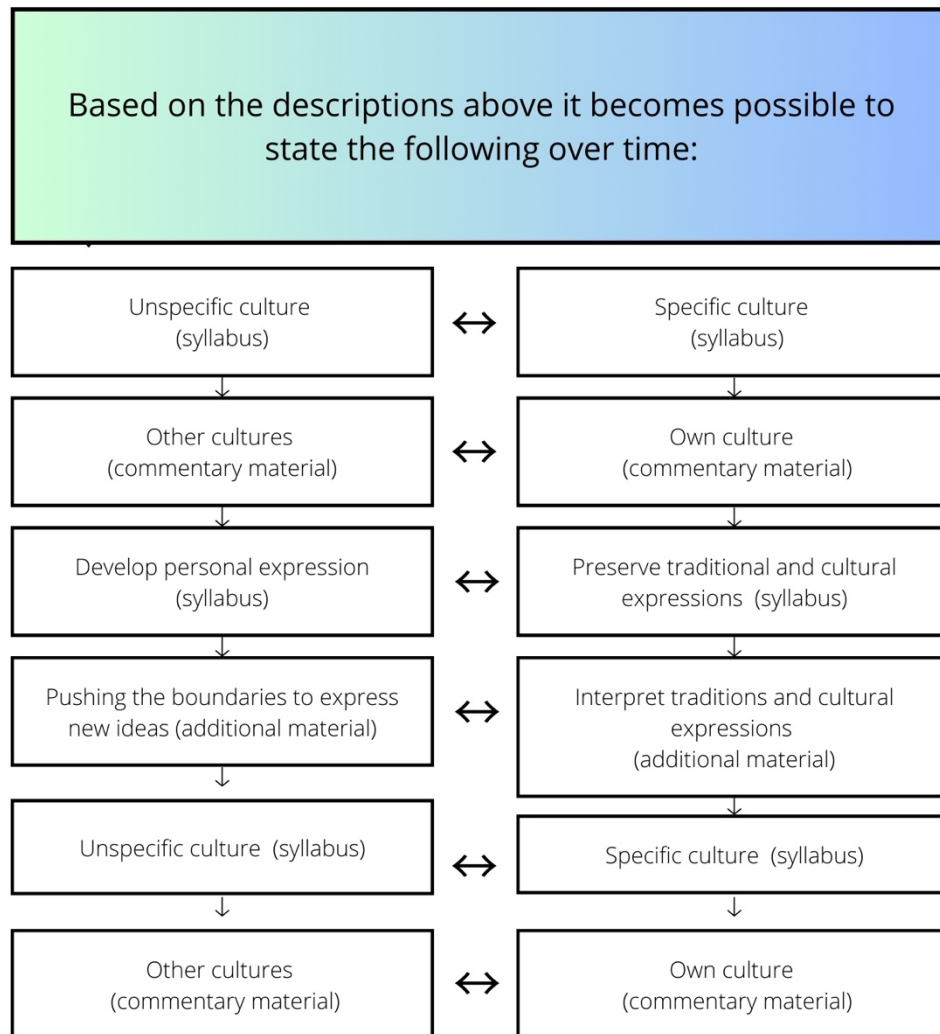 Based on the descriptions above it becomes possible to
state the following over time:
Unspecific culture
(syllabus)
↔
Specific culture
(syllabus)
Other cultures
(commentary material)
↔
Own culture
(commentary material)
Develop personal expression
(syllabus)
↔
Preserve traditional and cultural
expressions (syllabus)
Pushing the boundaries to express
new ideas (additional material)
↔
Interpret traditions and cultural
expressions
(additional material)
Unspecific culture (syllabus)
↔
Specific culture (syllabus)
Other cultures
(commentary material)
↔
Own culture
(commentary material)